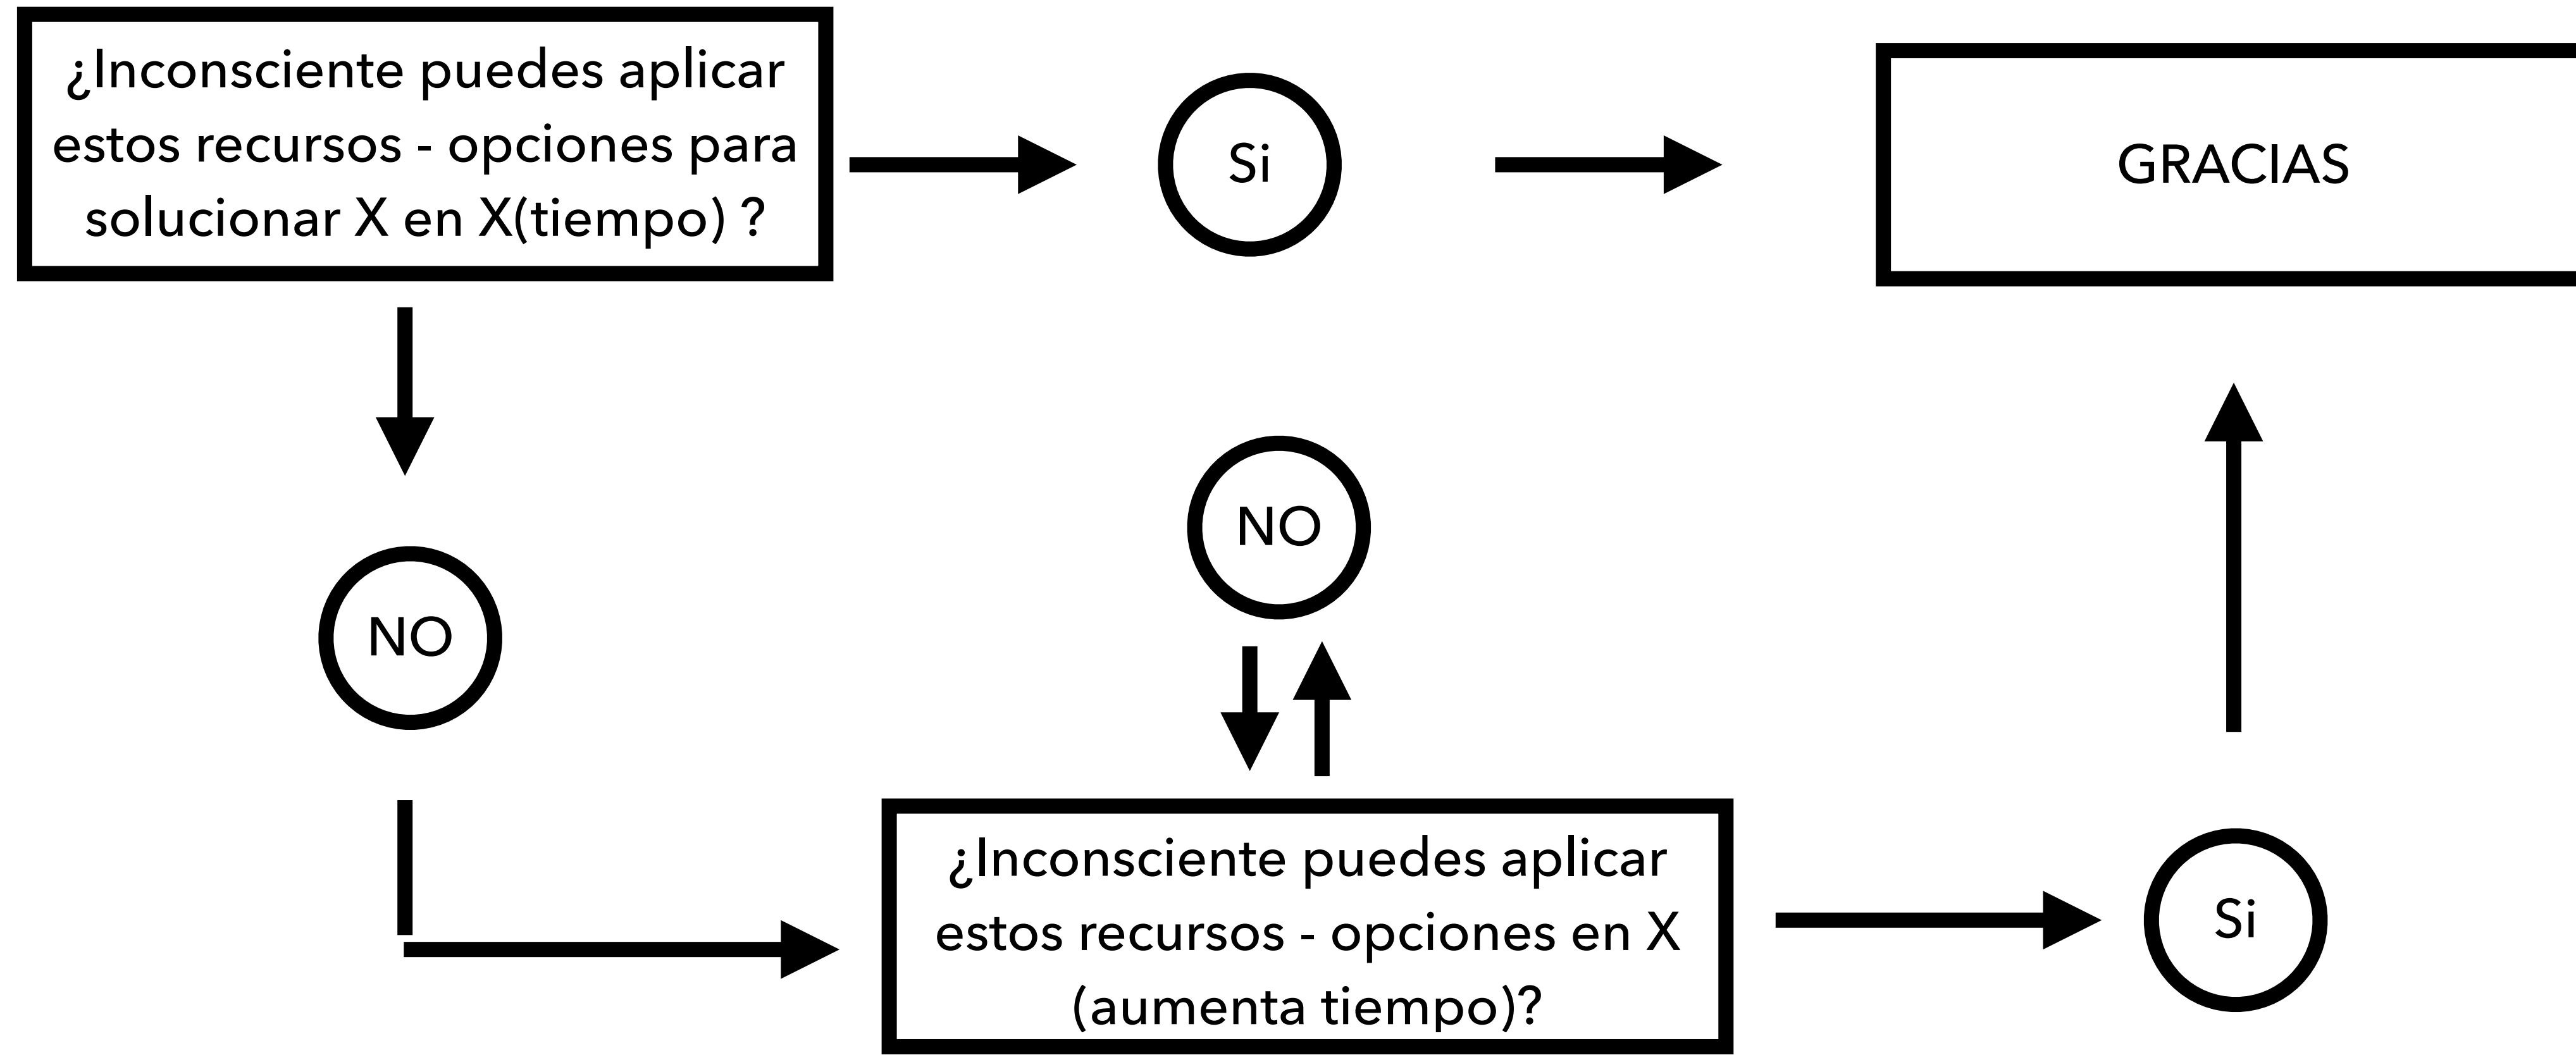 ¿Inconsciente puedes aplicar
estos recursos - opciones para
solucionar X en X(tiempo) ?
Si
GRACIAS
NO
NO
¿Inconsciente puedes aplicar
estos recursos - opciones en X
(aumenta tiempo)?
Si